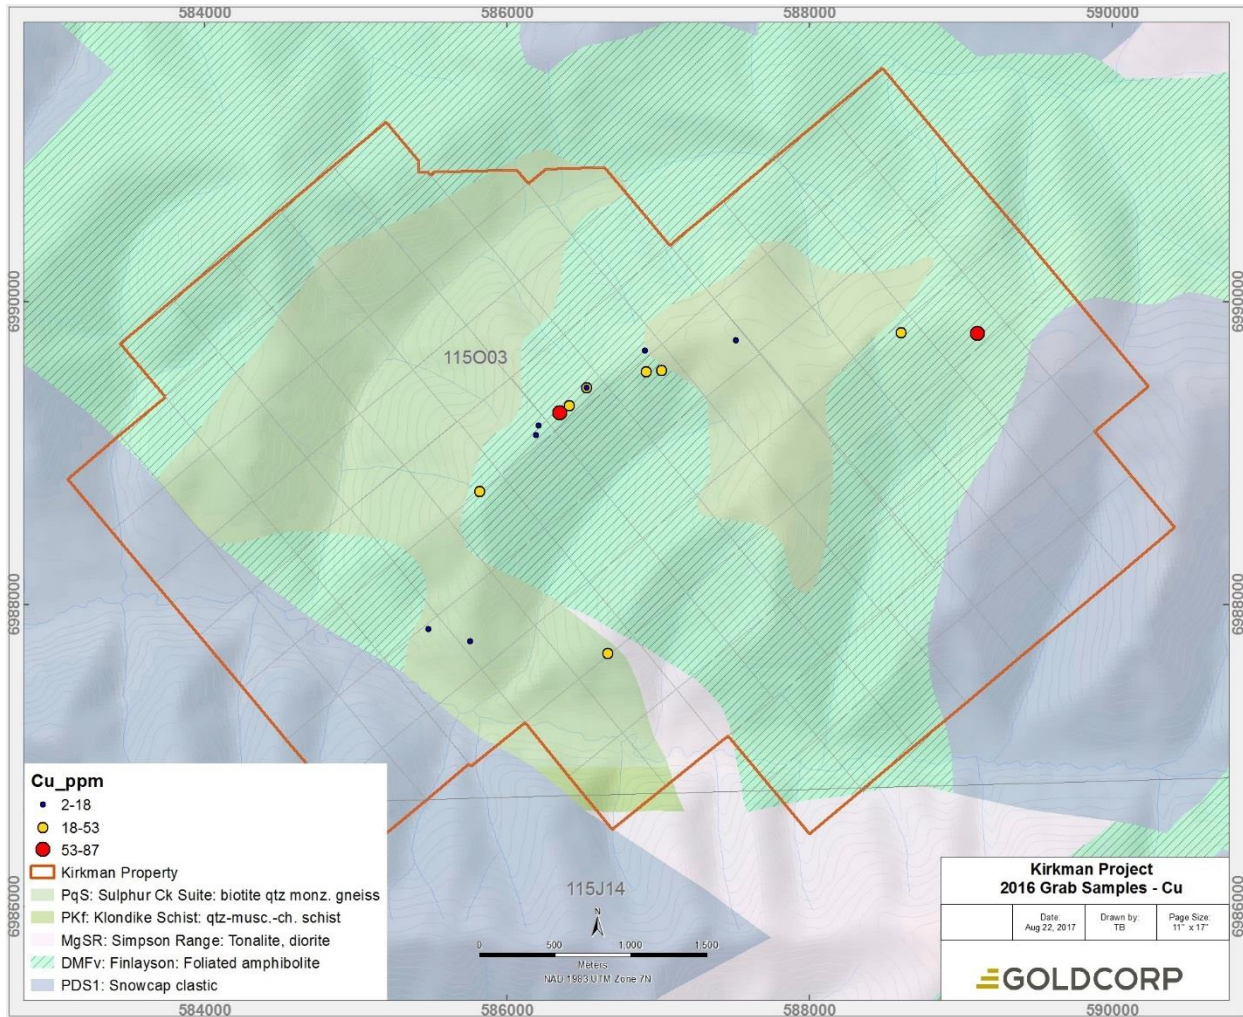 584000
586000
588000
590000
6990000
6990000
115O03
6988000
6988000
Cu_ppm
2-18
18-53
53-87
Kirkman Property
PqS: Sulphur Ck Suite: biotite qtz monz. gneiss
PKf: Klondike Schist: qtz-musc.-ch. schist
MgSR: Simpson Range: Tonalite, diorite
DMFv: Finlayson: Foliated amphibolite
PDS1: Snowcap clastic
6986000
6986000
115J14
N
0 500 1,000 1,500
Meters
NAD 1983 UTM Zone 7N
Kirkman Project
2016 Grab Samples - Cu
Date: Aug 22, 2017
Drawn by: TB
Page Size: 11" x 17"
GOLDCORP
584000
586000
588000
590000